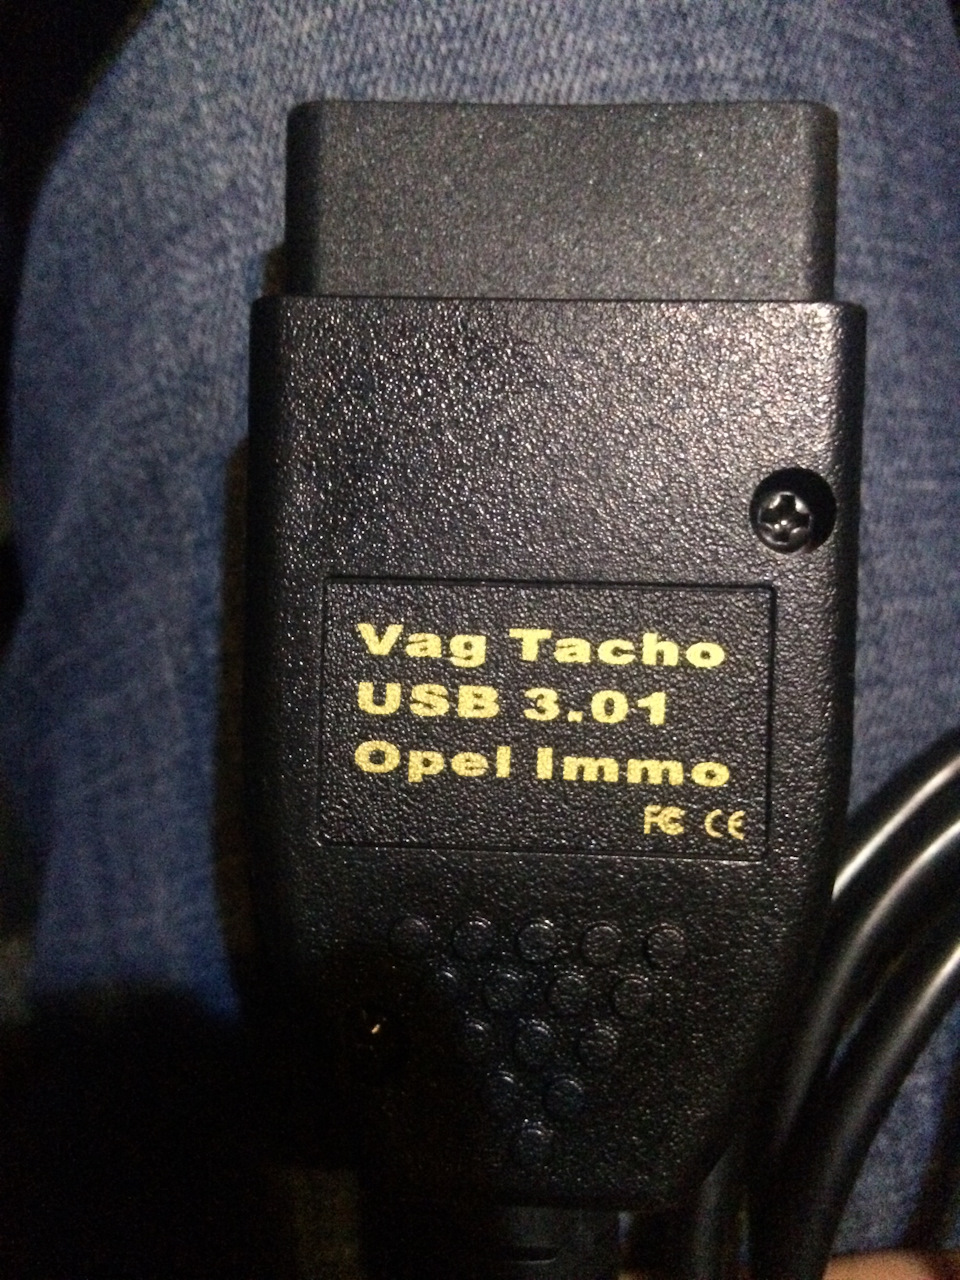 Vag Tacho
USB 3.01
Opel Immo
FC CE